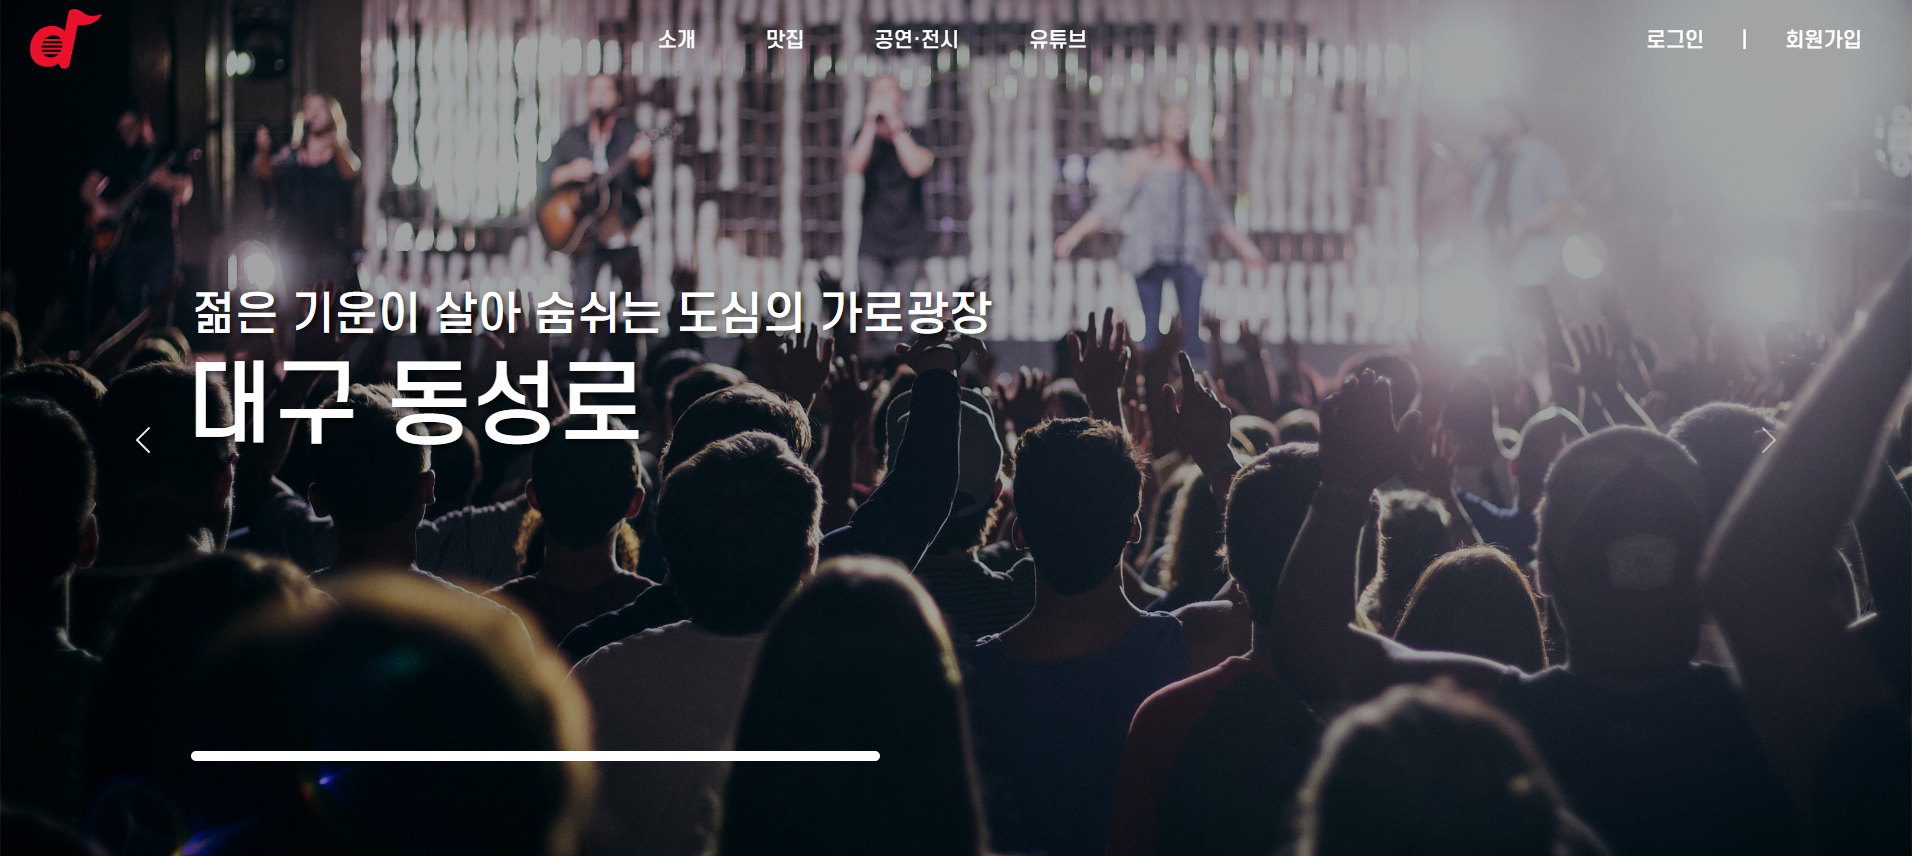 소개
맛집
공연·전시
유튜브
로그인 | 회원가입
젊은 기운이 살아 숨쉬는 도심의 가로광장
대구 동성로